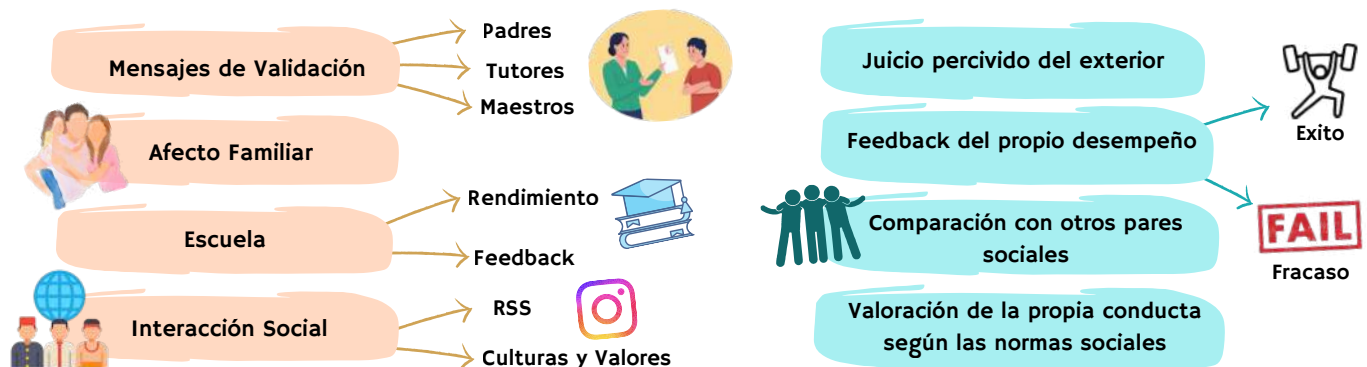 Mensajes de Validación
Padres
Tutores
Maestros
Afecto Familiar
Escuela
Rendimiento
Feedback
Interacción Social
RSS
Culturas y Valores
Juicio percivido del exterior
Feedback del propio desempeño
Exito
FAIL
Fracaso
Comparación con otros pares
sociales
Valoración de la propia conducta
según las normas sociales